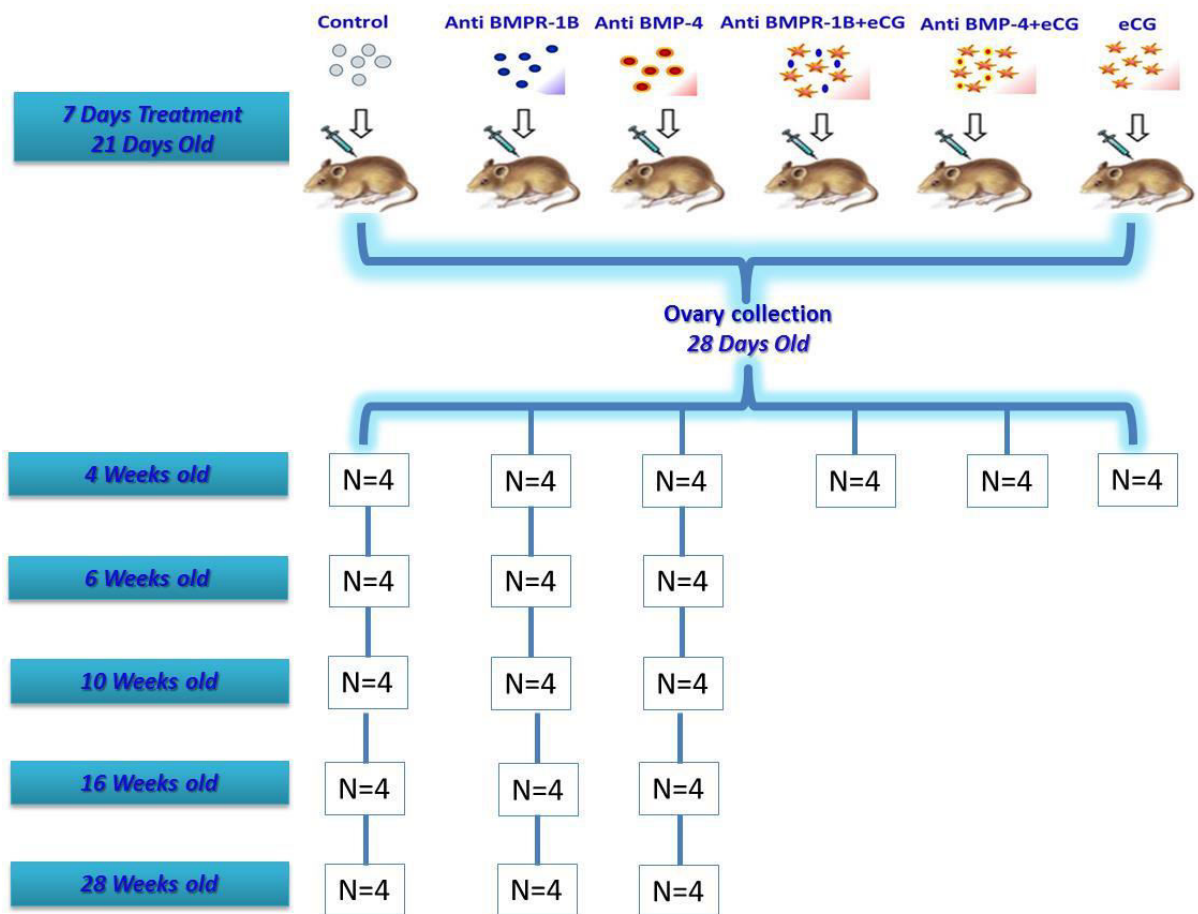 Control Anti BMPR-1B Anti BMP-4 Anti BMPR-1B+eCG Anti BMP-4+eCG eCG
7 Days Treatment
21 Days Old
Ovary collection
28 Days Old
4 Weeks old N=4 N=4 N=4 N=4 N=4 N=4
6 Weeks old N=4 N=4 N=4
10 Weeks old N=4 N=4 N=4
16 Weeks old N=4 N=4 N=4
28 Weeks old N=4 N=4 N=4